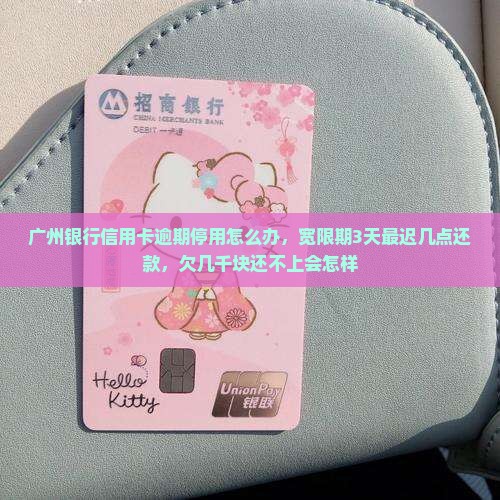 招商银行
CHINA MERCHANTS BANK
DEBIT 一卡通
广州银行信用卡逾期停用怎么办，宽限期3天最迟几点还
款，欠几千块还不上会怎样
Hello
Kitty
UnionPay
银联